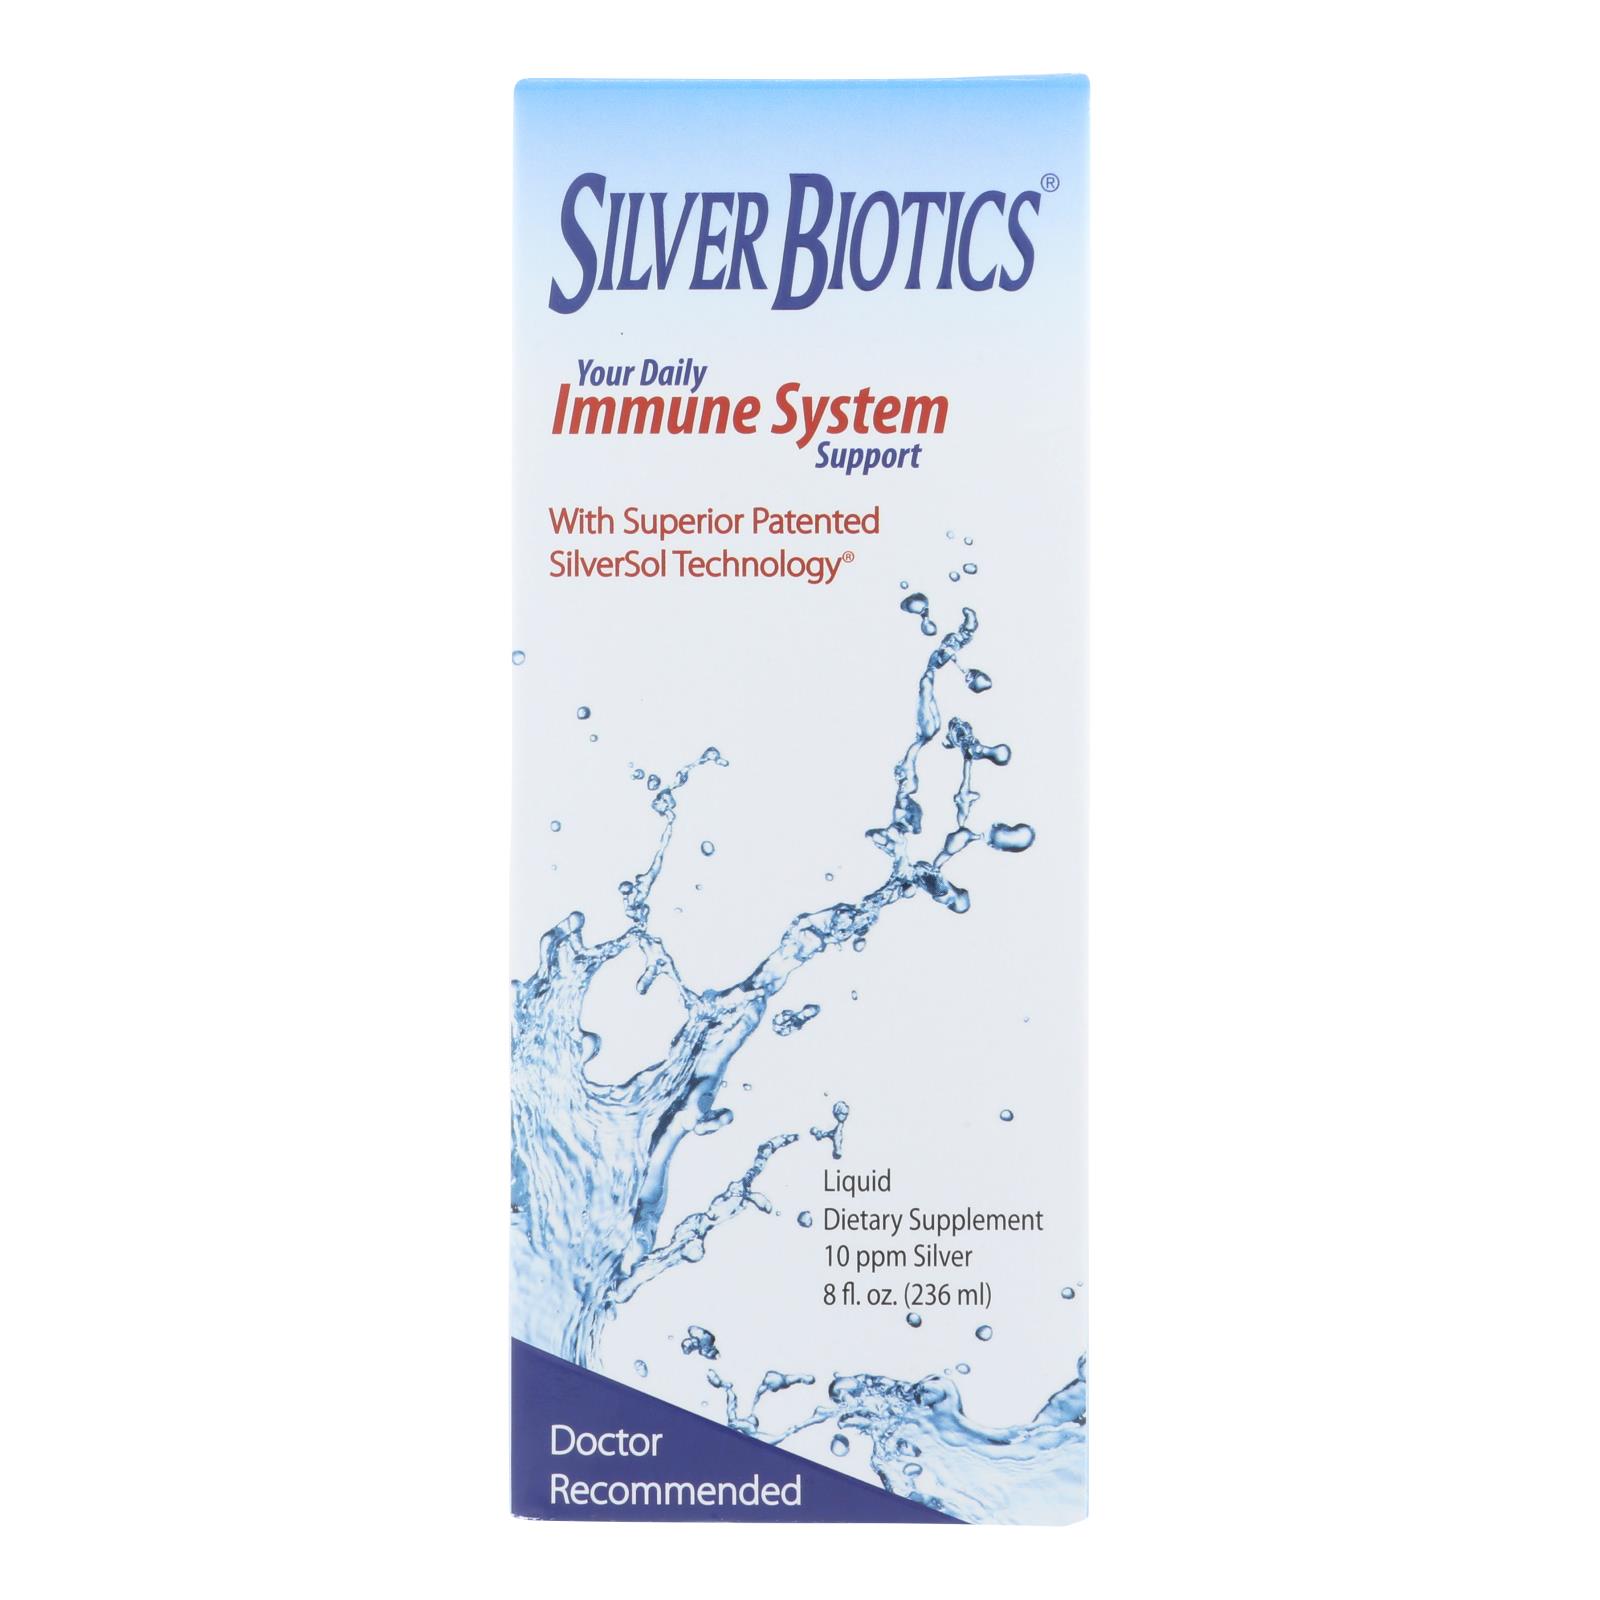 SILVER BIOTICS®
Your Daily
Immune System
Support
With Superior Patented
SilverSol Technology®
Liquid
Dietary Supplement
10 ppm Silver
8 fl. oz. (236 ml)
Doctor
Recommended